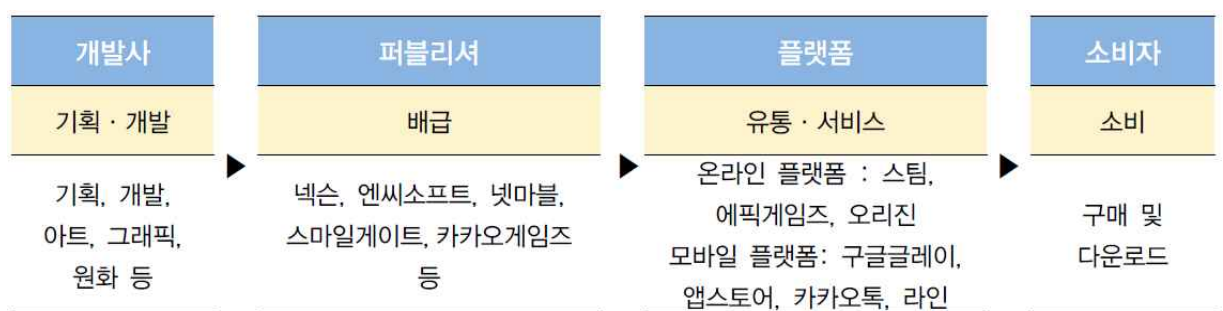 개발사
기획 · 개발
기획, 개발,
아트, 그래픽,
원화 등
▶
퍼블리셔
배급
넥슨, 엔씨소프트, 넷마블,
스마일게이트, 카카오게임즈
등
▶
플랫폼
유통 · 서비스
온라인 플랫폼 : 스팀,
에픽게임즈, 오리진
모바일 플랫폼: 구글글레이,
앱스토어, 카카오톡, 라인
▶
소비자
소비
구매 및
다운로드